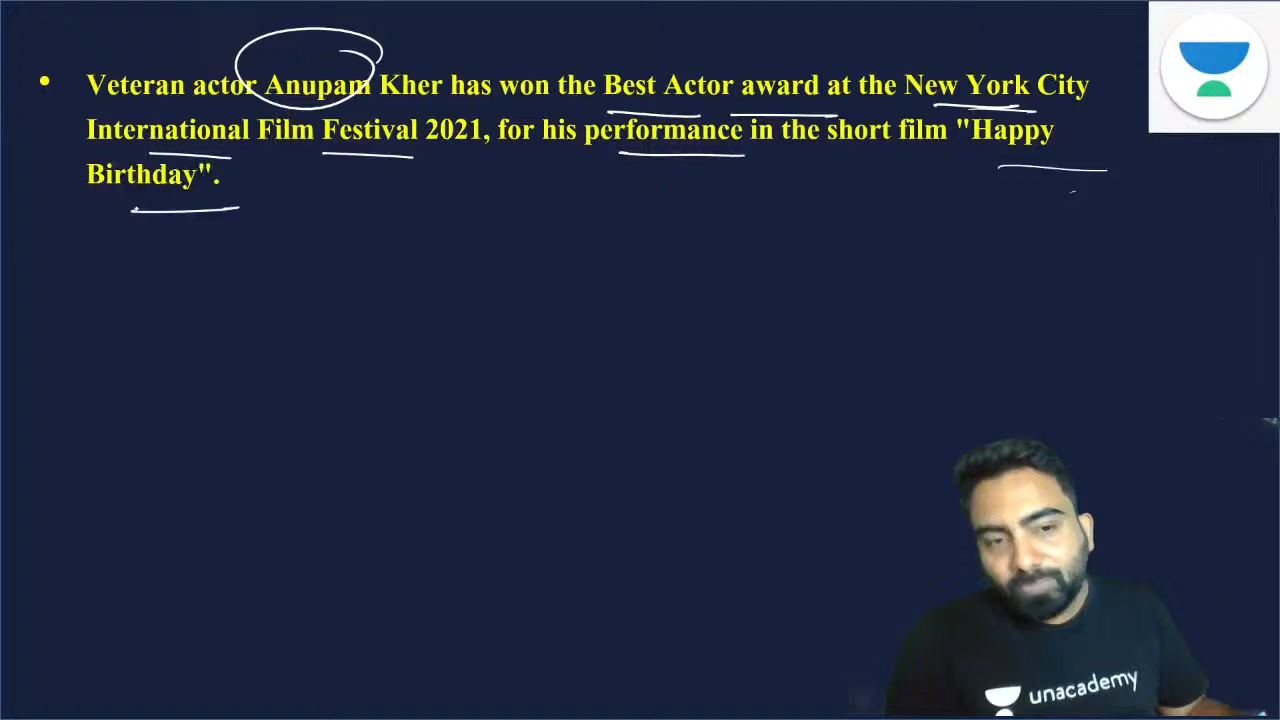 • Veteran actor Anupam Kher has won the Best Actor award at the New York City
International Film Festival 2021, for his performance in the short film "Happy
Birthday".
unacademy